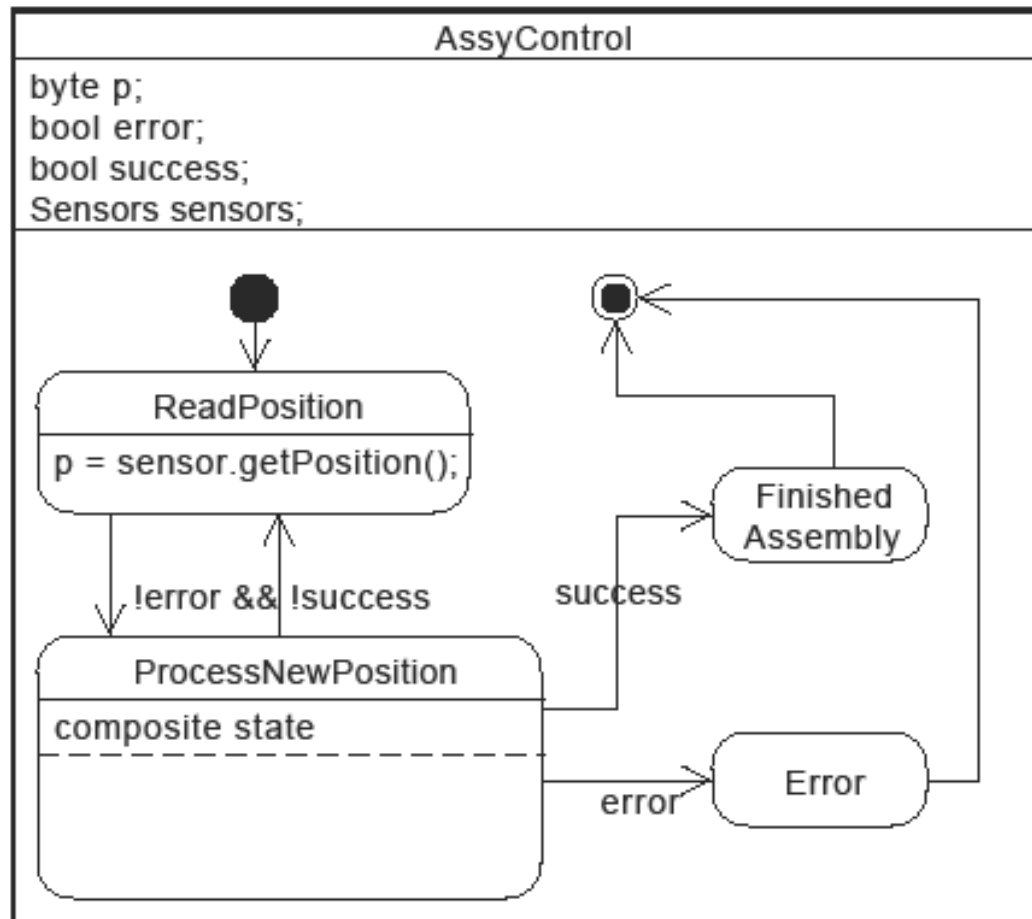 AssyControl
byte p;
bool error;
bool success;
Sensors sensors;
ReadPosition
p = sensor.getPosition();
!error && !success
ProcessNewPosition
composite state
success
Finished
Assembly
error
Error